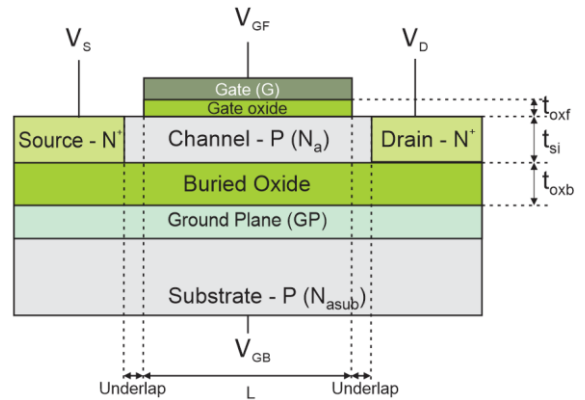 V_GF
V_S
V_D
Gate (G)
Gate oxide
t_oxf
Source - N⁺
Channel - P (N_a)
Drain - N⁺
t_si
Buried Oxide
t_oxb
Ground Plane (GP)
Substrate - P (N_asub)
V_GB
Underlap
L
Underlap